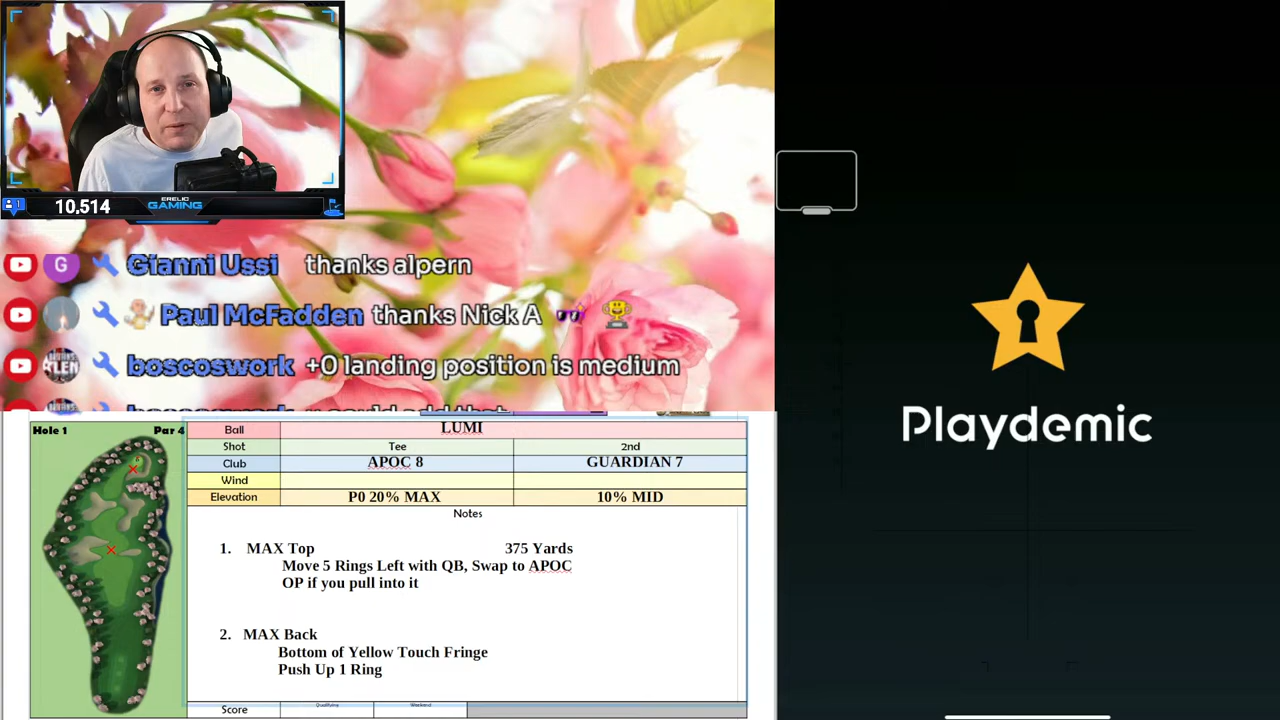 10,514
ERELIC
GAMING
G Gianni Ussi thanks alpern
Paul McFadden thanks Nick A
boscoswork +0 landing position is medium
Playdemic
Hole 1 Par 4
Ball LUMI
Shot Tee 2nd
Club APOC 8 GUARDIAN 7
Wind
Elevation P0 20% MAX 10% MID
Notes
1. MAX Top 375 Yards
Move 5 Rings Left with QB, Swap to APOC
OP if you pull into it
2. MAX Back
Bottom of Yellow Touch Fringe
Push Up 1 Ring
Score Qualifying Weekend